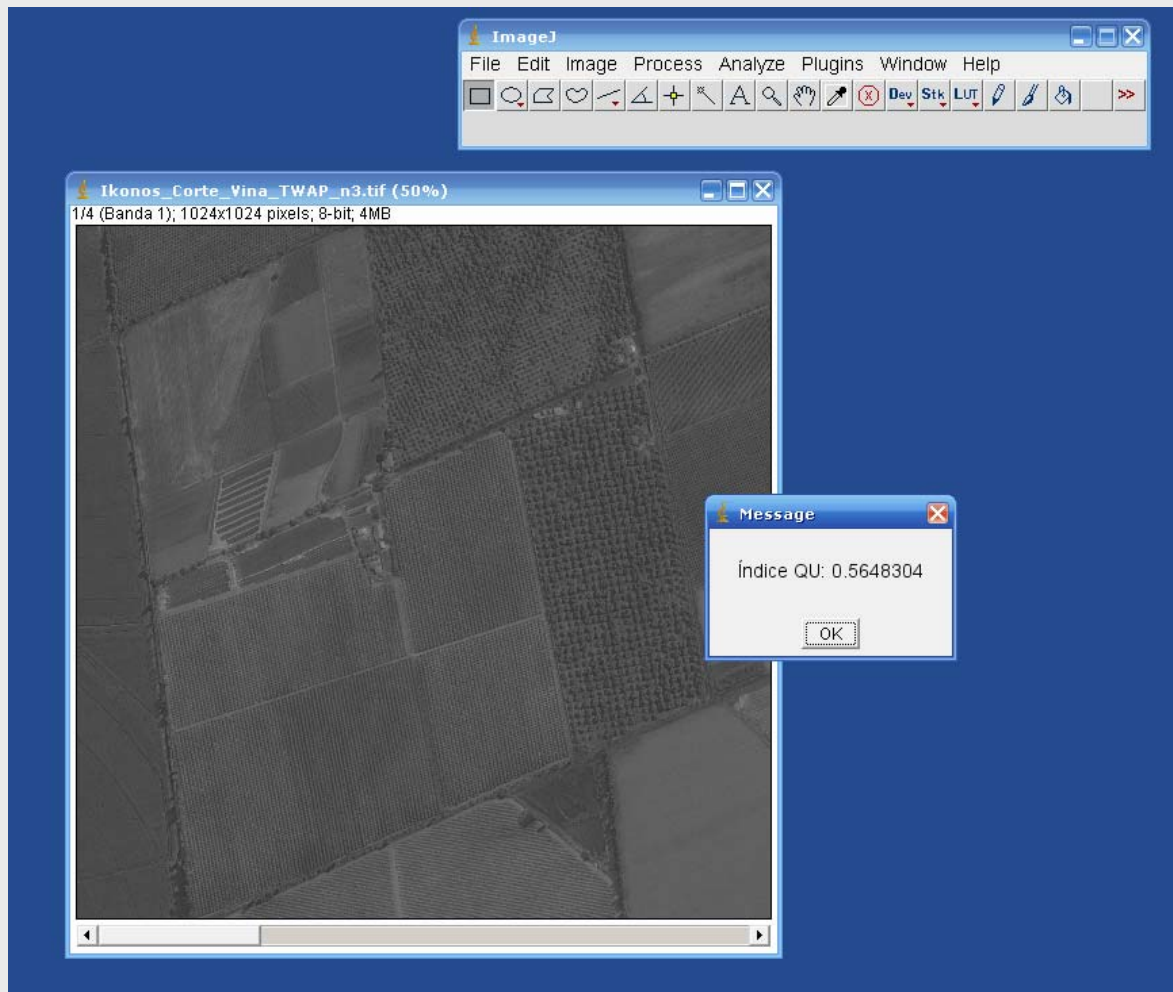 ImageJ
File Edit Image Process Analyze Plugins Window Help
A Dev Stk LUT >>
Ikonos_Corte_Vina_TWAP_n3.tif (50%)
1/4 (Banda 1); 1024x1024 pixels; 8-bit; 4MB
Message
Índice QU: 0.5648304
OK